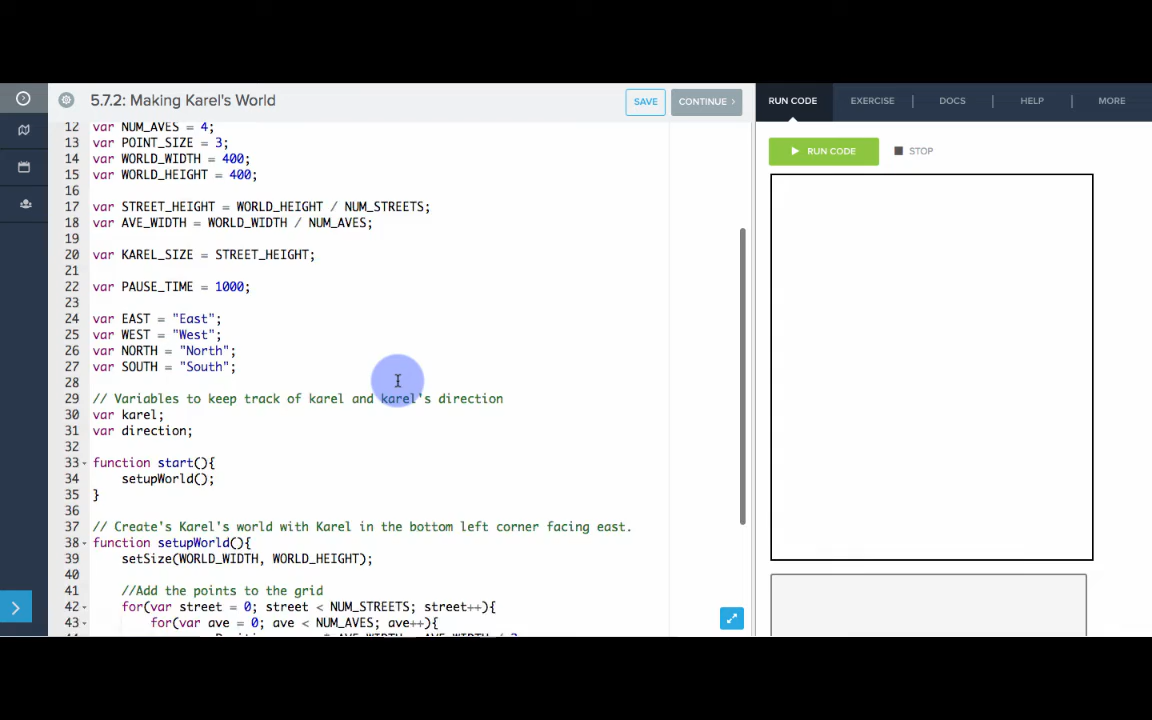 5.7.2: Making Karel's World
SAVE
CONTINUE >
RUN CODE
EXERCISE
DOCS
HELP
MORE
RUN CODE
STOP
12 var NUM_AVES = 4;
13 var POINT_SIZE = 3;
14 var WORLD_WIDTH = 400;
15 var WORLD_HEIGHT = 400;
16
17 var STREET_HEIGHT = WORLD_HEIGHT / NUM_STREETS;
18 var AVE_WIDTH = WORLD_WIDTH / NUM_AVES;
19
20 var KAREL_SIZE = STREET_HEIGHT;
21
22 var PAUSE_TIME = 1000;
23
24 var EAST = "East";
25 var WEST = "West";
26 var NORTH = "North";
27 var SOUTH = "South";
28
29 // Variables to keep track of karel and karel's direction
30 var karel;
31 var direction;
32
33 function start(){
34 setupWorld();
35 }
36
37 // Create's Karel's world with Karel in the bottom left corner facing east.
38 function setupWorld(){
39 setSize(WORLD_WIDTH, WORLD_HEIGHT);
40
41 //Add the points to the grid
42 for(var street = 0; street < NUM_STREETS; street++){
43 for(var ave = 0; ave < NUM_AVES; ave++){